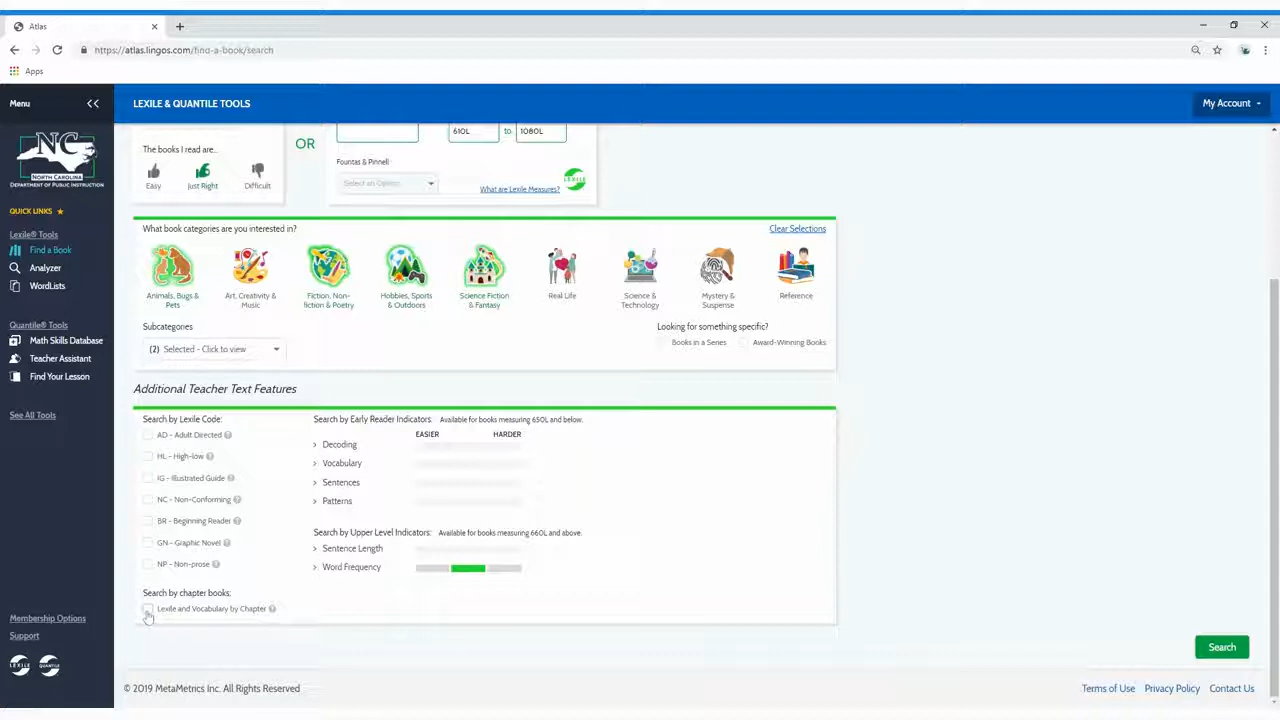 Atlas
https://atlas.lingos.com/find-a-book/search
Apps
Menu
LEXILE & QUANTILE TOOLS
My Account
NC
NORTH CAROLINA
DEPARTMENT OF PUBLIC INSTRUCTION
QUICK LINKS
Lexile® Tools
Find a Book
Analyzer
WordLists
Quantile® Tools
Math Skills Database
Teacher Assistant
Find Your Lesson
See All Tools
Membership Options
Support
LEXILE
QUANTILE
The books I read are...
Easy
Just Right
Difficult
OR
610L to 1080L
Fountas & Pinnell
Select an Option
What are Lexile Measures?
LEXILE
What book categories are you interested in?
Clear Selections
Animals, Bugs &
Pets
Art, Creativity &
Music
Fiction, Non-
fiction & Poetry
Hobbies, Sports
& Outdoors
Science Fiction
& Fantasy
Real Life
Science &
Technology
Mystery &
Suspense
Reference
Subcategories
(2) Selected - Click to view
Looking for something specific?
Books in a Series
Award-Winning Books
Additional Teacher Text Features
Search by Lexile Code:
AD - Adult Directed
HL - High-low
IG - Illustrated Guide
NC - Non-Conforming
BR - Beginning Reader
GN - Graphic Novel
NP - Non-prose
Search by chapter books:
Lexile and Vocabulary by Chapter
Search by Early Reader Indicators: Available for books measuring 650L and below.
EASIER HARDER
Decoding
Vocabulary
Sentences
Patterns
Search by Upper Level Indicators: Available for books measuring 660L and above.
Sentence Length
Word Frequency
Search
© 2019 MetaMetrics Inc. All Rights Reserved
Terms of Use Privacy Policy Contact Us